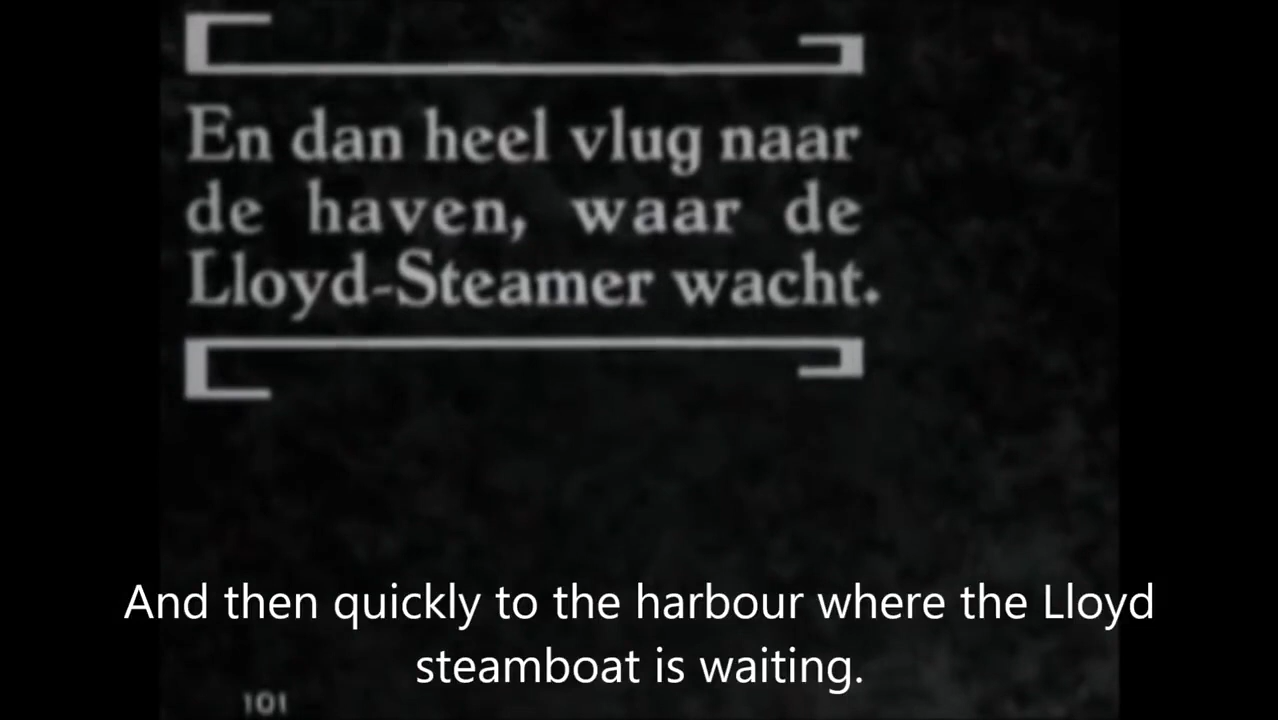 En dan heel vlug naar
de haven, waar de
Lloyd-Steamer wacht.
And then quickly to the harbour where the Lloyd
steamboat is waiting.
101